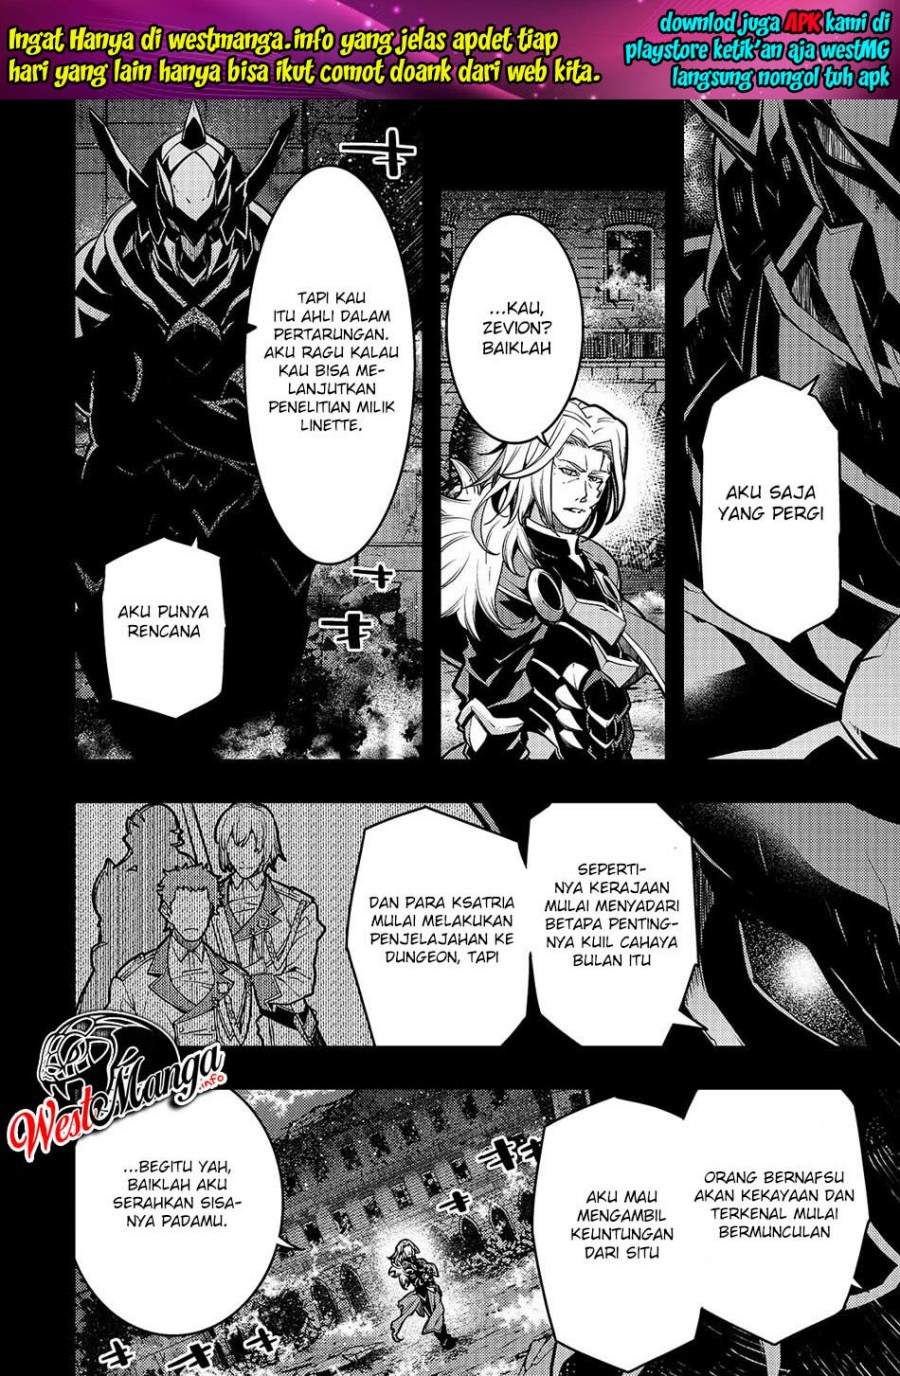 Ingat Hanya di westmanga.info yang jelas apdet tiap
hari yang lain hanya bisa ikut comot doank dari web kita.
downlod juga APK kami di
playstore ketik'an aja westMG
langsung nongol tuh apk
AKU SAJA
YANG PERGI
...KAU,
ZEVION?
BAIKLAH
TAPI KAU
ITU AHLI DALAM
PERTARUNGAN.
AKU RAGU KALAU
KAU BISA ME-
LANJUTKAN
PENELITIAN MILIK
LINETTE.
AKU PUNYA
RENCANA
SEPERTI-
NYA KERAJAAN
MULAI MENYADARI
BETAPA PENTING-
NYA KUIL CAHAYA
BULAN ITU
DAN PARA KSATRIA
MULAI MELAKUKAN
PENJELAJAHAN KE
DUNGEON, TAPI
ORANG BERNAFSU
AKAN KEKAYAAN DAN
TERKENAL MULAI
BERMUNCULAN
AKU MAU
MENGAMBIL
KEUNTUNGAN
DARI SITU
...BEGITU YAH,
BAIKLAH AKU
SERAHKAN SISA-
NYA PADAMU.
WestManga
.info